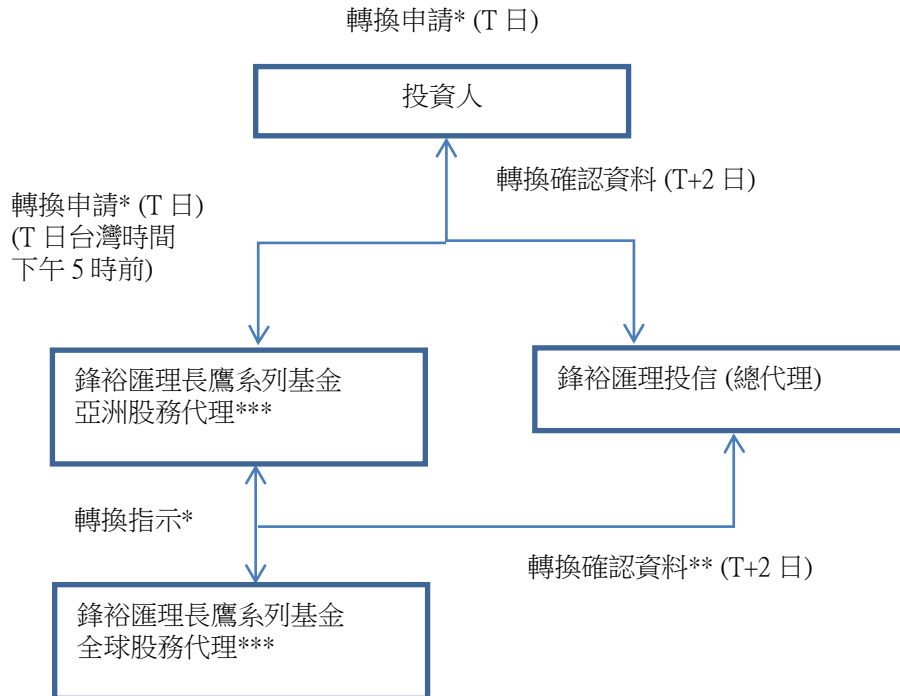 轉換申請* (T 日)
投資人
轉換確認資料 (T+2 日)
轉換申請* (T 日)
(T 日台灣時間
下午 5 時前)
鋒裕匯理長鷹系列基金
亞洲股務代理***
鋒裕匯理投信 (總代理)
轉換指示*
轉換確認資料** (T+2 日)
鋒裕匯理長鷹系列基金
全球股務代理***